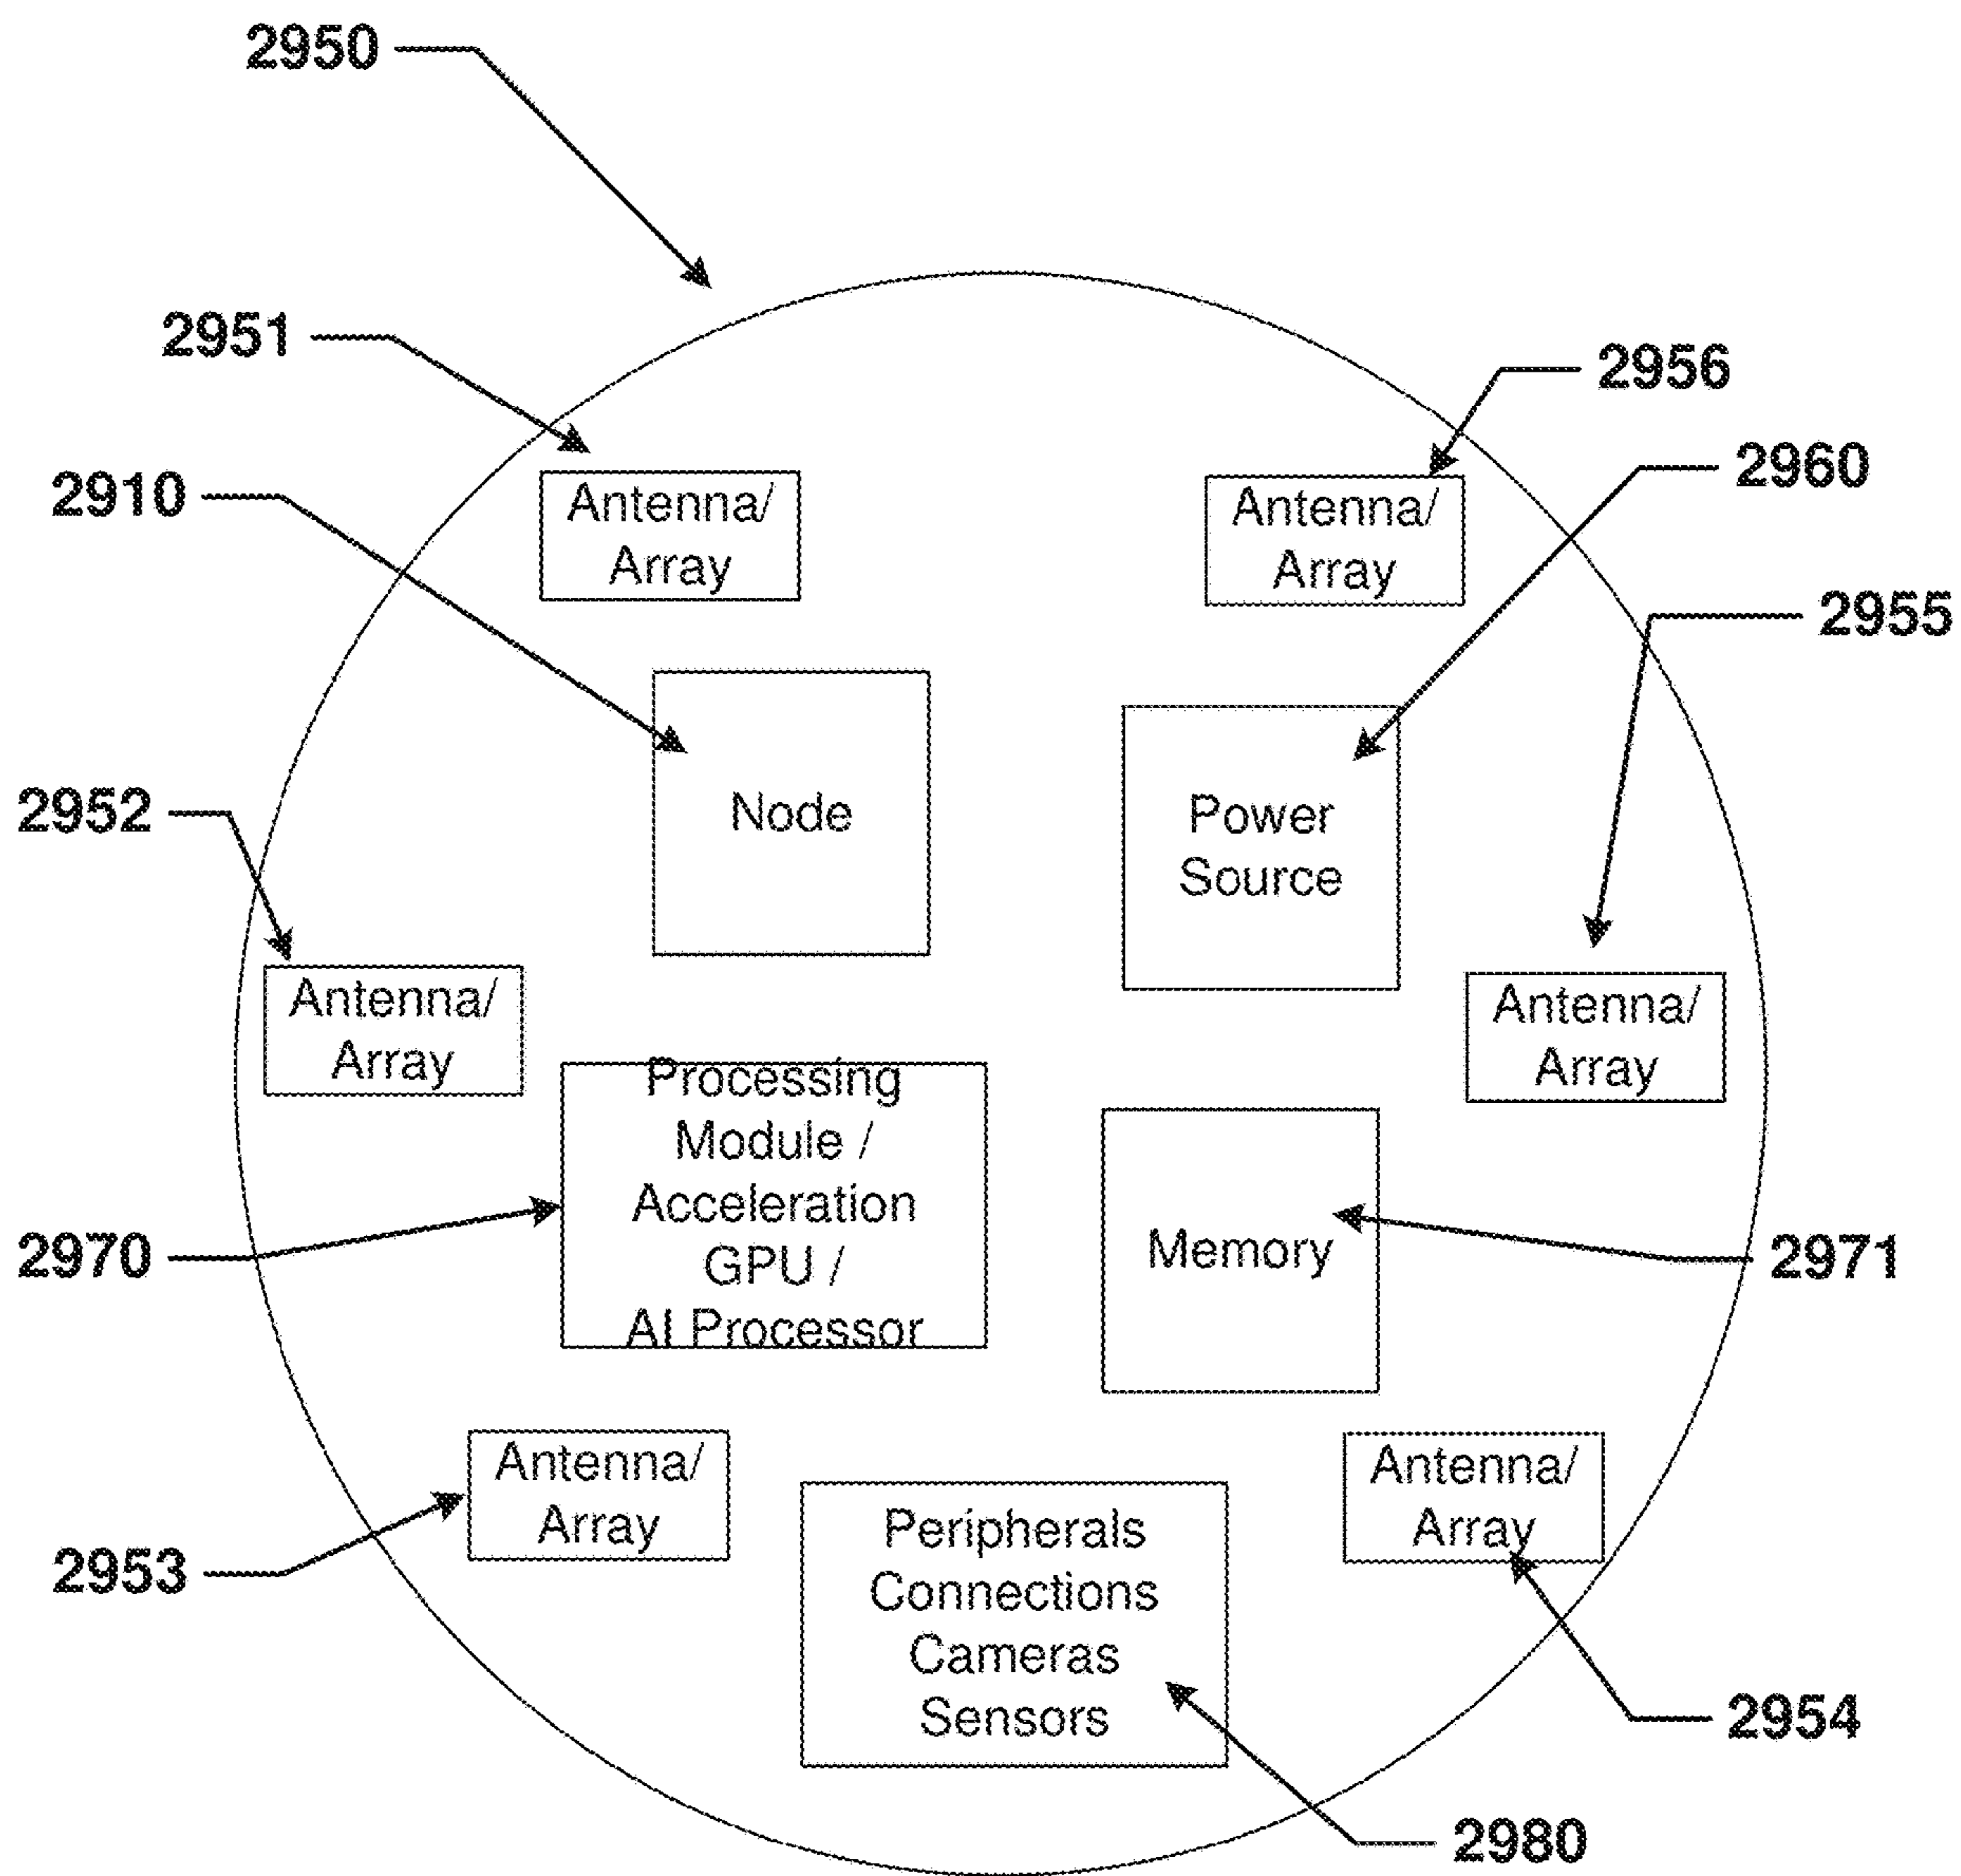 2950
2951
2956
2960
2910
Antenna/
Array
Antenna/
Array
2955
2952
Node
Power
Source
Antenna/
Array
Antenna/
Array
Processing
Module /
Acceleration
GPU /
AI Processor
2970
Memory
2971
Antenna/
Array
Antenna/
Array
2953
Peripherals
Connections
Cameras
Sensors
2954
2980